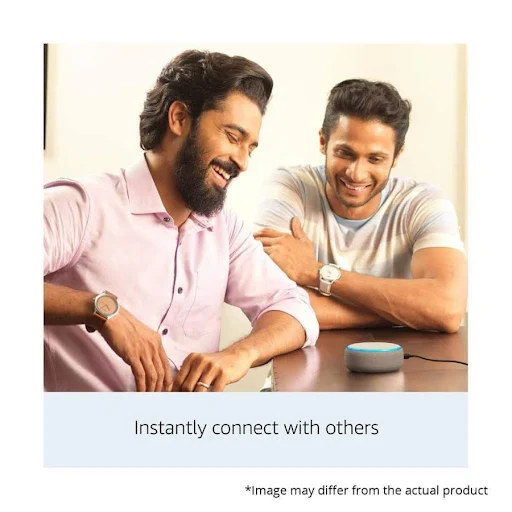 Instantly connect with others
*Image may differ from the actual product